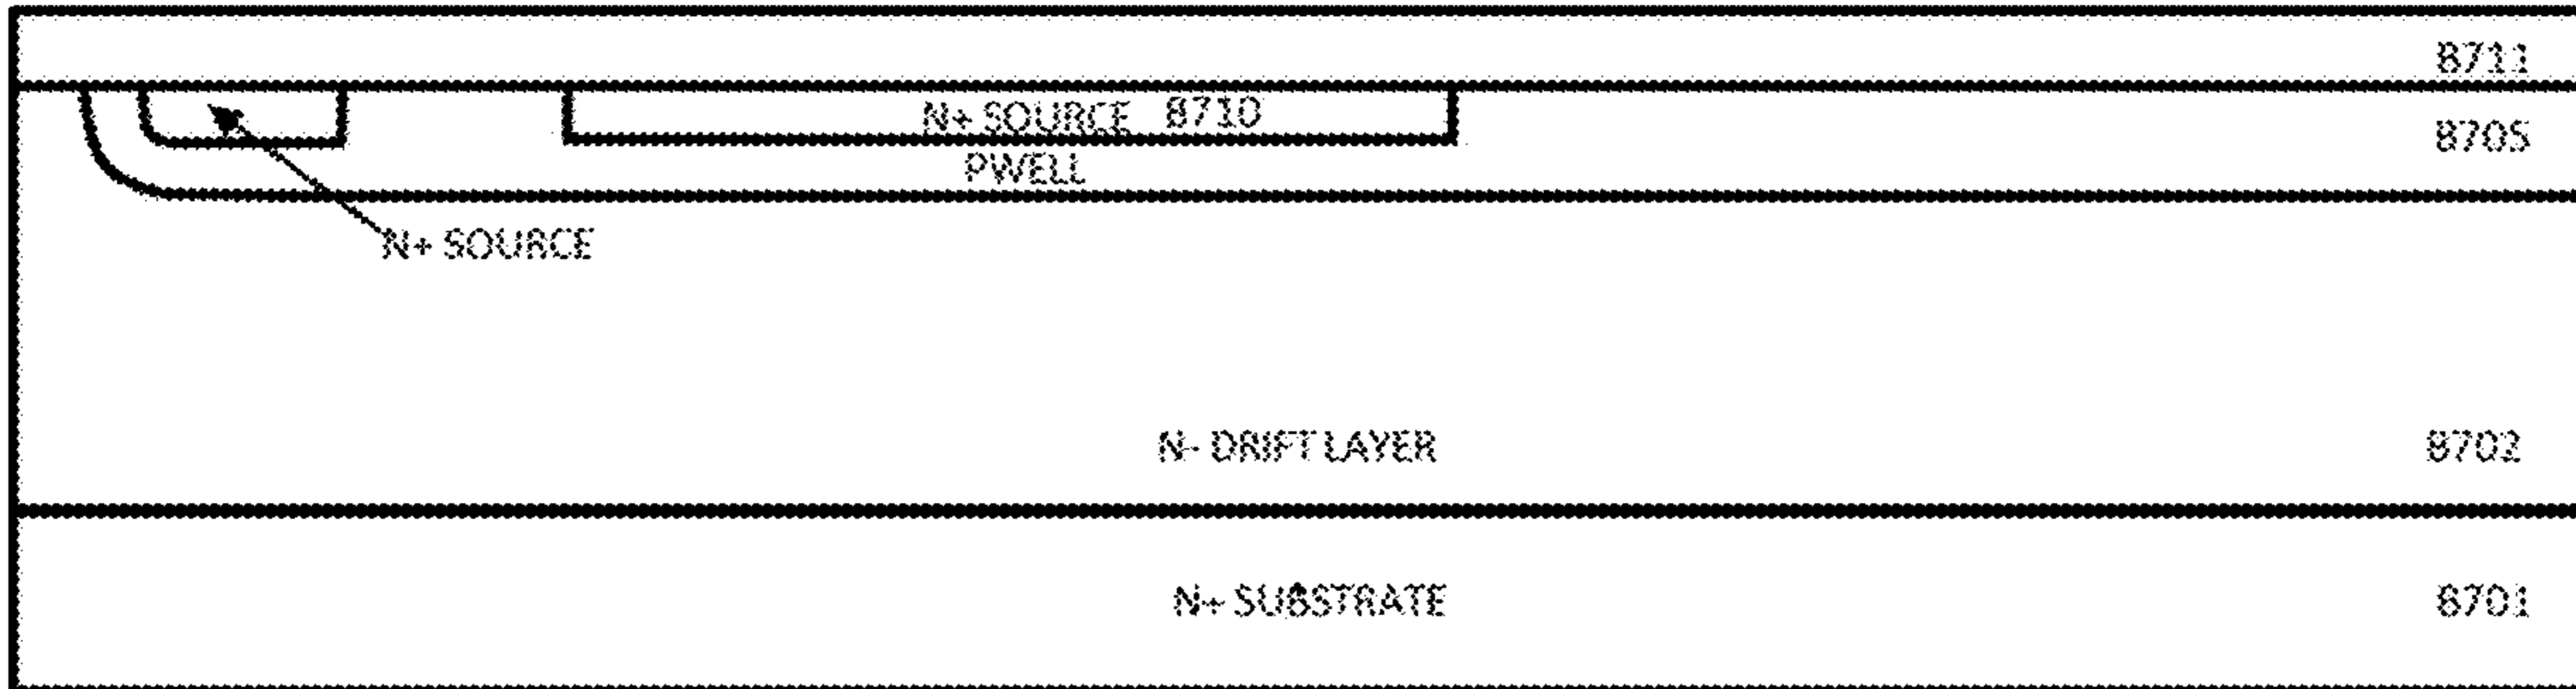 8711
N+ SOURCE 8710
8705
PWELL
N+ SOURCE
N- DRIFT LAYER
8702
N+ SUBSTRATE
8701